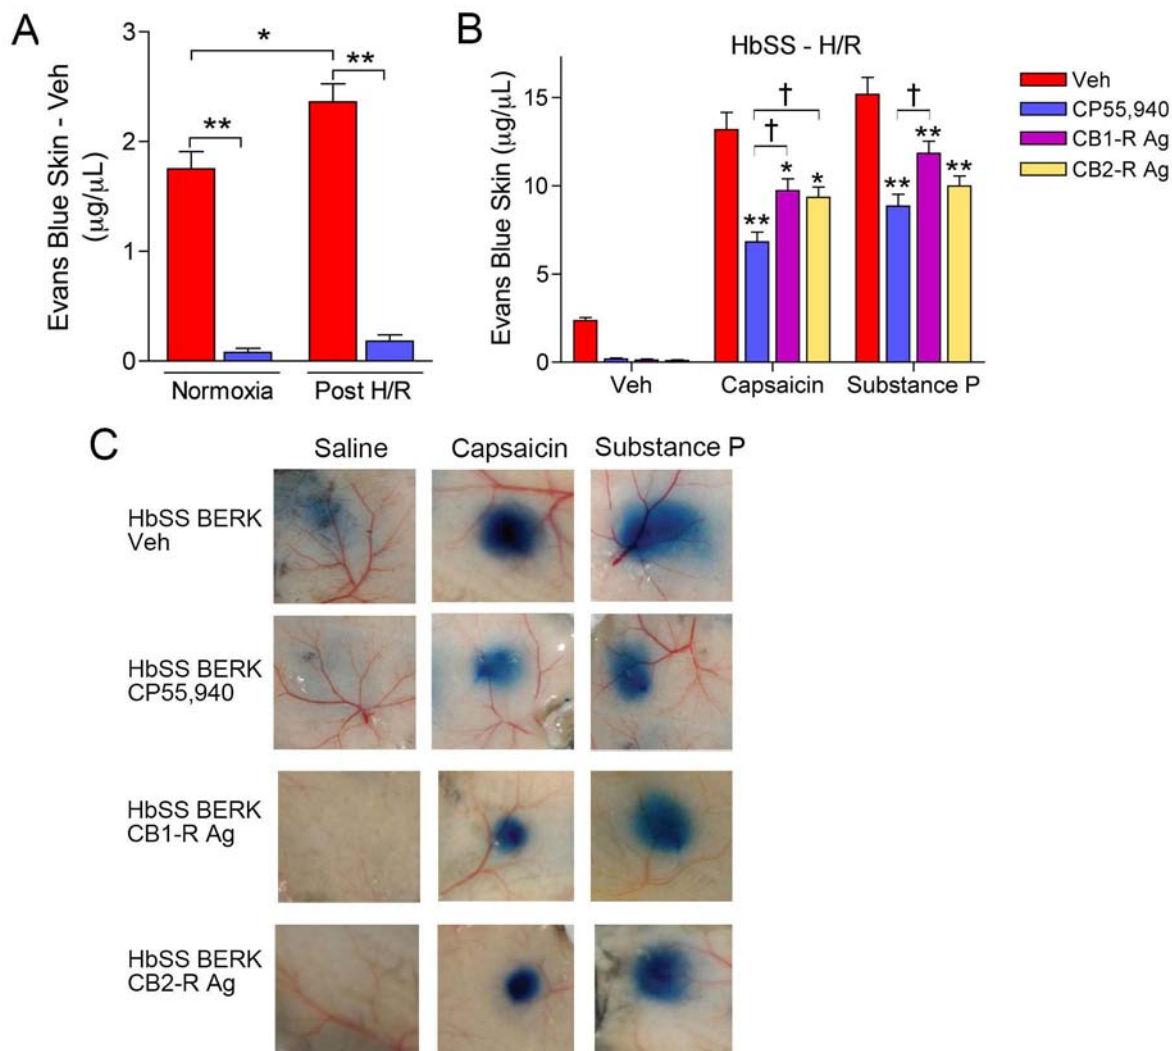 A
Evans Blue Skin - Veh
(µg/µL)
3
2
1
0
*
**
**
Normoxia
Post H/R
B
HbSS - H/R
Evans Blue Skin (µg/µL)
15
10
5
0
†
†
†
**
*
*
**
**
**
Veh
Capsaicin
Substance P
Veh
CP55,940
CB1-R Ag
CB2-R Ag
C
Saline
Capsaicin
Substance P
HbSS BERK
Veh
HbSS BERK
CP55,940
HbSS BERK
CB1-R Ag
HbSS BERK
CB2-R Ag